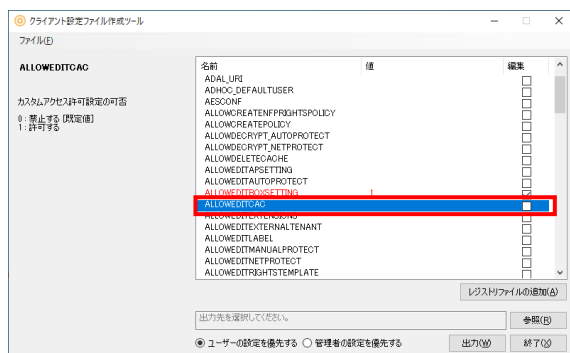 クライアント設定ファイル作成ツール
ファイル(F)
ALLOWEDITCAC
カスタムアクセス許可設定の可否
0：禁止する [既定値]
1：許可する
名前 値 編集
ADAL_URI
ADHOC_DEFAULTUSER
AESCONF
ALLOWCREATENFPRIGHTSPOLICY
ALLOWCREATEPOLICY
ALLOWDECRYPT_AUTOPROTECT
ALLOWDECRYPT_NETPROTECT
ALLOWDELETECACHE
ALLOWEDITAPSETTING
ALLOWEDITAUTOPROTECT
ALLOWEDITBOXSETTING 1
ALLOWEDITCAC
ALLOWEDITEXTENSIONS
ALLOWEDITEXTERNALTENANT
ALLOWEDITLABEL
ALLOWEDITMANUALPROTECT
ALLOWEDITNETPROTECT
ALLOWEDITRIGHTSTEMPLATE
レジストリファイルの追加(A)
出力先を選択してください。 参照(R)
ユーザーの設定を優先する 管理者の設定を優先する 出力(W) 終了(X)